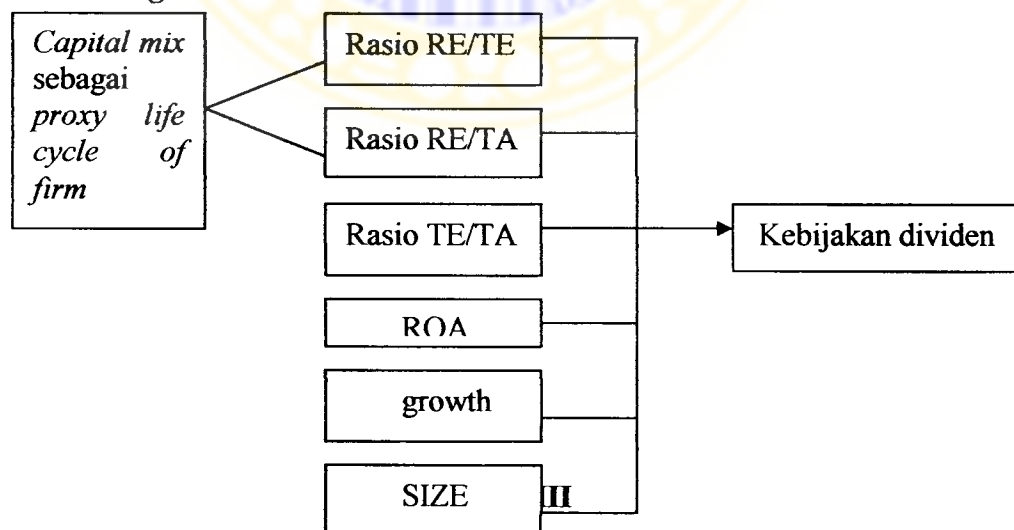 Capital mix
sebagai
proxy life
cycle of
firm
Rasio RE/TE
Rasio RE/TA
Rasio TE/TA
ROA
growth
SIZE
III
Kebijakan dividen